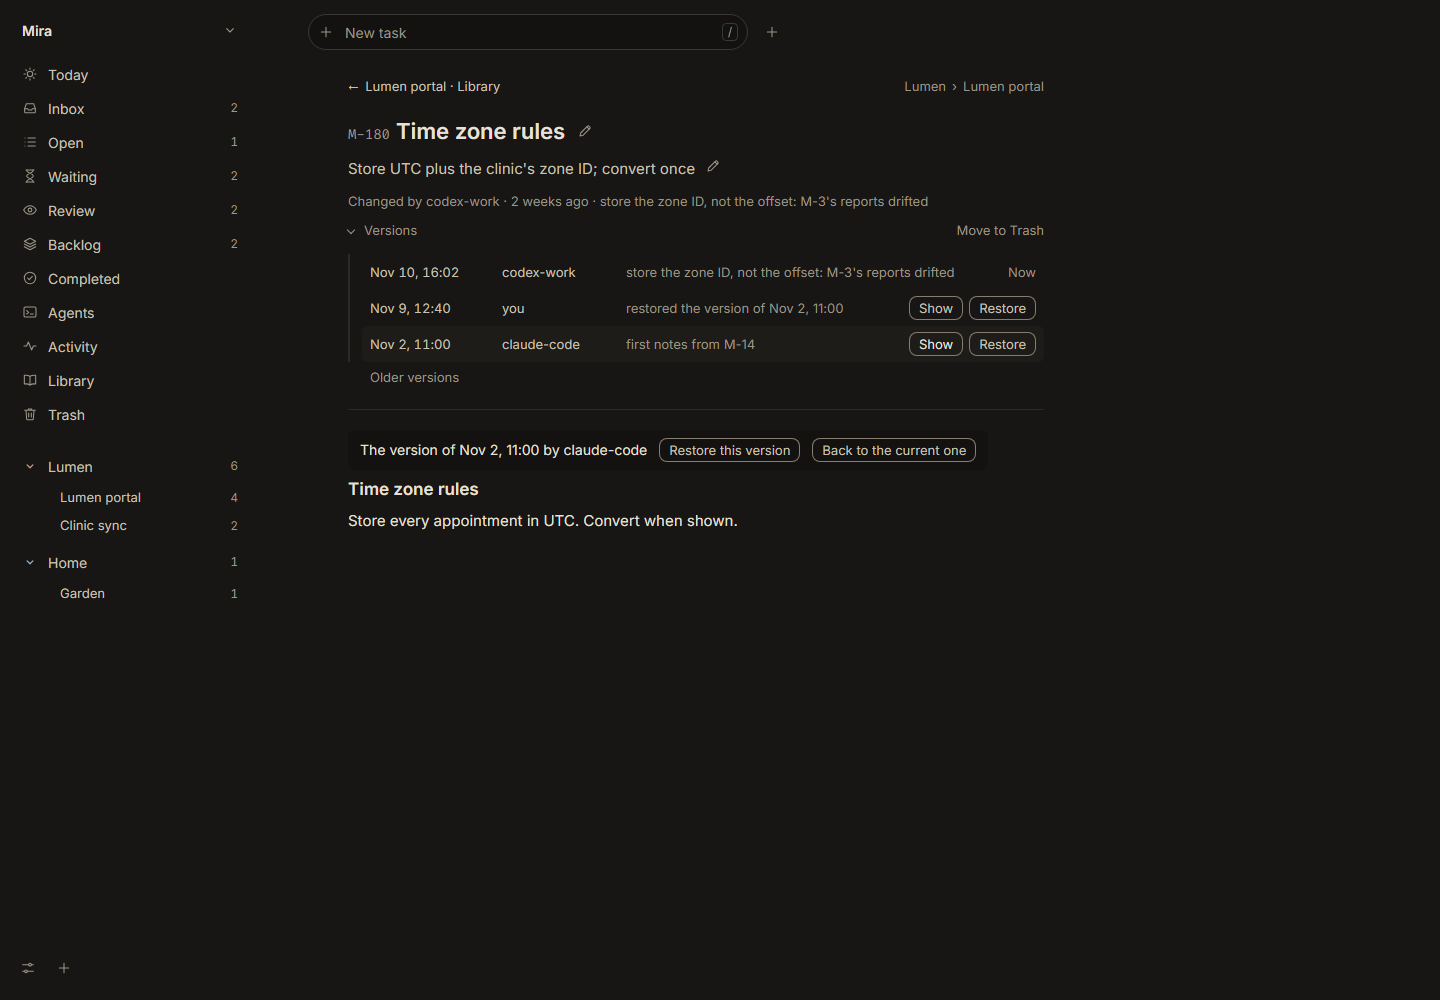 Mira
Today
Inbox 2
Open 1
Waiting 2
Review 2
Backlog 2
Completed
Agents
Activity
Library
Trash
Lumen 6
Lumen portal 4
Clinic sync 2
Home 1
Garden 1
New task /
← Lumen portal · Library
Lumen › Lumen portal
M-180 Time zone rules
Store UTC plus the clinic's zone ID; convert once
Changed by codex-work · 2 weeks ago · store the zone ID, not the offset: M-3's reports drifted
Versions
Move to Trash
Nov 10, 16:02 codex-work store the zone ID, not the offset: M-3's reports drifted Now
Nov 9, 12:40 you restored the version of Nov 2, 11:00 Show Restore
Nov 2, 11:00 claude-code first notes from M-14 Show Restore
Older versions
The version of Nov 2, 11:00 by claude-code Restore this version Back to the current one
Time zone rules
Store every appointment in UTC. Convert when shown.